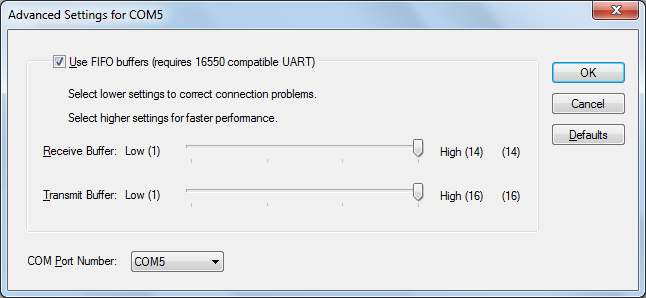 Advanced Settings for COM5
Use FIFO buffers (requires 16550 compatible UART)
OK
Select lower settings to correct connection problems.
Cancel
Select higher settings for faster performance.
Defaults
Receive Buffer: Low (1) High (14) (14)
Transmit Buffer: Low (1) High (16) (16)
COM Port Number: COM5